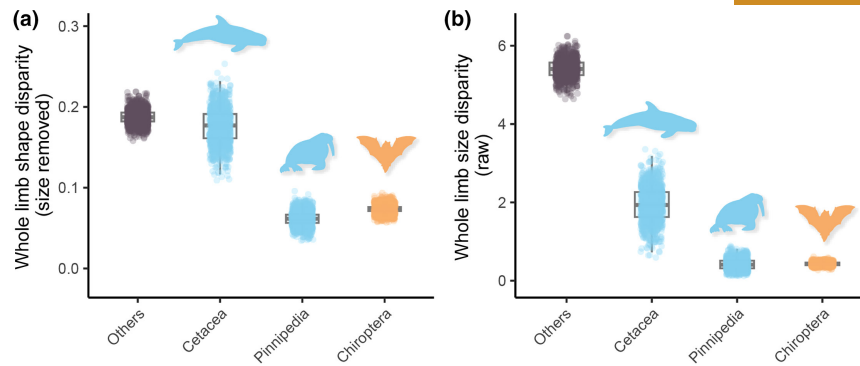 (a)
Whole limb shape disparity
(size removed)
0.3
0.2
0.1
0.0
Others
Cetacea
Pinnipedia
Chiroptera
(b)
Whole limb size disparity
(raw)
6
4
2
0
Others
Cetacea
Pinnipedia
Chiroptera